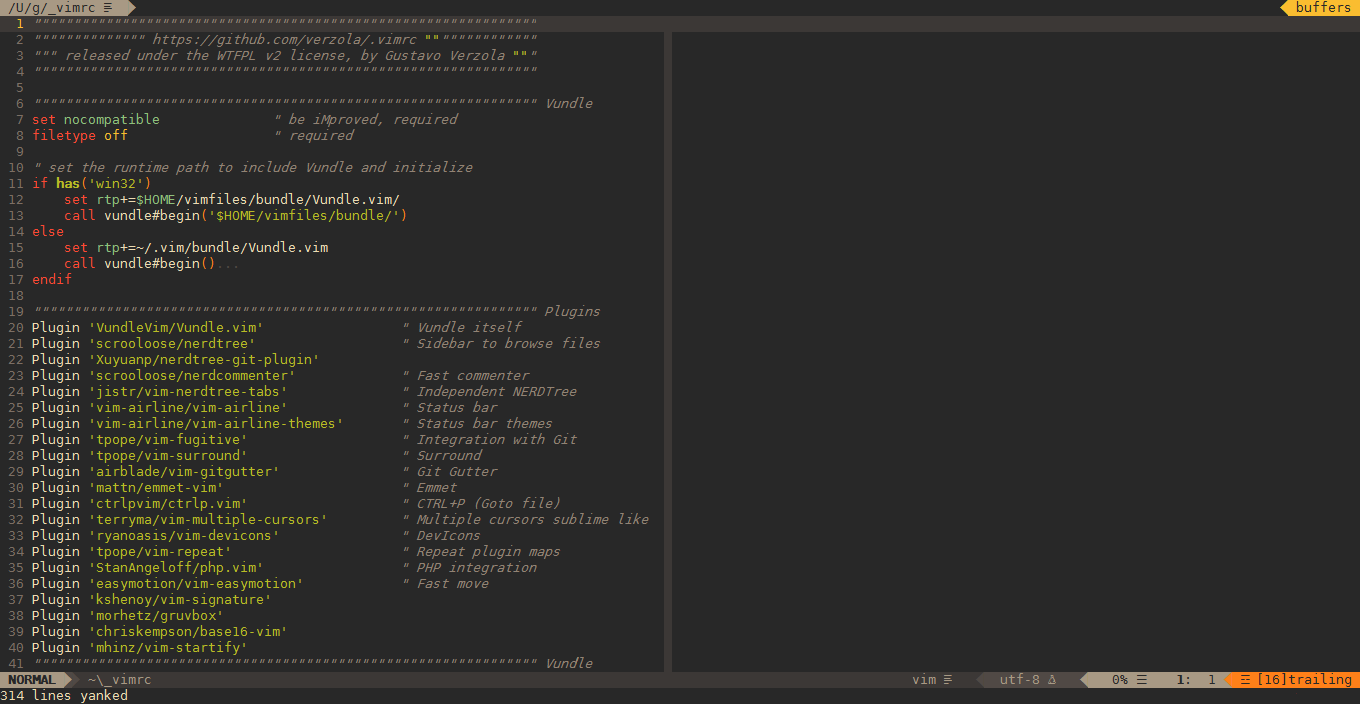 /U/g/_vimrc buffers
1 """""""""""""""""""""""""""""""""""""""""""""""""""""""""""""""
2 """""""""""""" https://github.com/verzola/.vimrc """"""""""""""
3 """ released under the WTFPL v2 license, by Gustavo Verzola """
4 """""""""""""""""""""""""""""""""""""""""""""""""""""""""""""""
5
6 """"""""""""""""""""""""""""""""""""""""""""""""""""""""""""""" Vundle
7 set nocompatible " be iMproved, required
8 filetype off " required
9
10 " set the runtime path to include Vundle and initialize
11 if has('win32')
12 set rtp+=$HOME/vimfiles/bundle/Vundle.vim/
13 call vundle#begin('$HOME/vimfiles/bundle/')
14 else
15 set rtp+=~/.vim/bundle/Vundle.vim
16 call vundle#begin()...
17 endif
18
19 """"""""""""""""""""""""""""""""""""""""""""""""""""""""""""""" Plugins
20 Plugin 'VundleVim/Vundle.vim' " Vundle itself
21 Plugin 'scrooloose/nerdtree' " Sidebar to browse files
22 Plugin 'Xuyuanp/nerdtree-git-plugin'
23 Plugin 'scrooloose/nerdcommenter' " Fast commenter
24 Plugin 'jistr/vim-nerdtree-tabs' " Independent NERDTree
25 Plugin 'vim-airline/vim-airline' " Status bar
26 Plugin 'vim-airline/vim-airline-themes' " Status bar themes
27 Plugin 'tpope/vim-fugitive' " Integration with Git
28 Plugin 'tpope/vim-surround' " Surround
29 Plugin 'airblade/vim-gitgutter' " Git Gutter
30 Plugin 'mattn/emmet-vim' " Emmet
31 Plugin 'ctrlpvim/ctrlp.vim' " CTRL+P (Goto file)
32 Plugin 'terryma/vim-multiple-cursors' " Multiple cursors sublime like
33 Plugin 'ryanoasis/vim-devicons' " DevIcons
34 Plugin 'tpope/vim-repeat' " Repeat plugin maps
35 Plugin 'StanAngeloff/php.vim' " PHP integration
36 Plugin 'easymotion/vim-easymotion' " Fast move
37 Plugin 'kshenoy/vim-signature'
38 Plugin 'morhetz/gruvbox'
39 Plugin 'chriskempson/base16-vim'
40 Plugin 'mhinz/vim-startify'
41 """"""""""""""""""""""""""""""""""""""""""""""""""""""""""""""" Vundle
NORMAL ~\_vimrc vim utf-8 0% ☰ 1: 1 ☲ [16]trailing
314 lines yanked